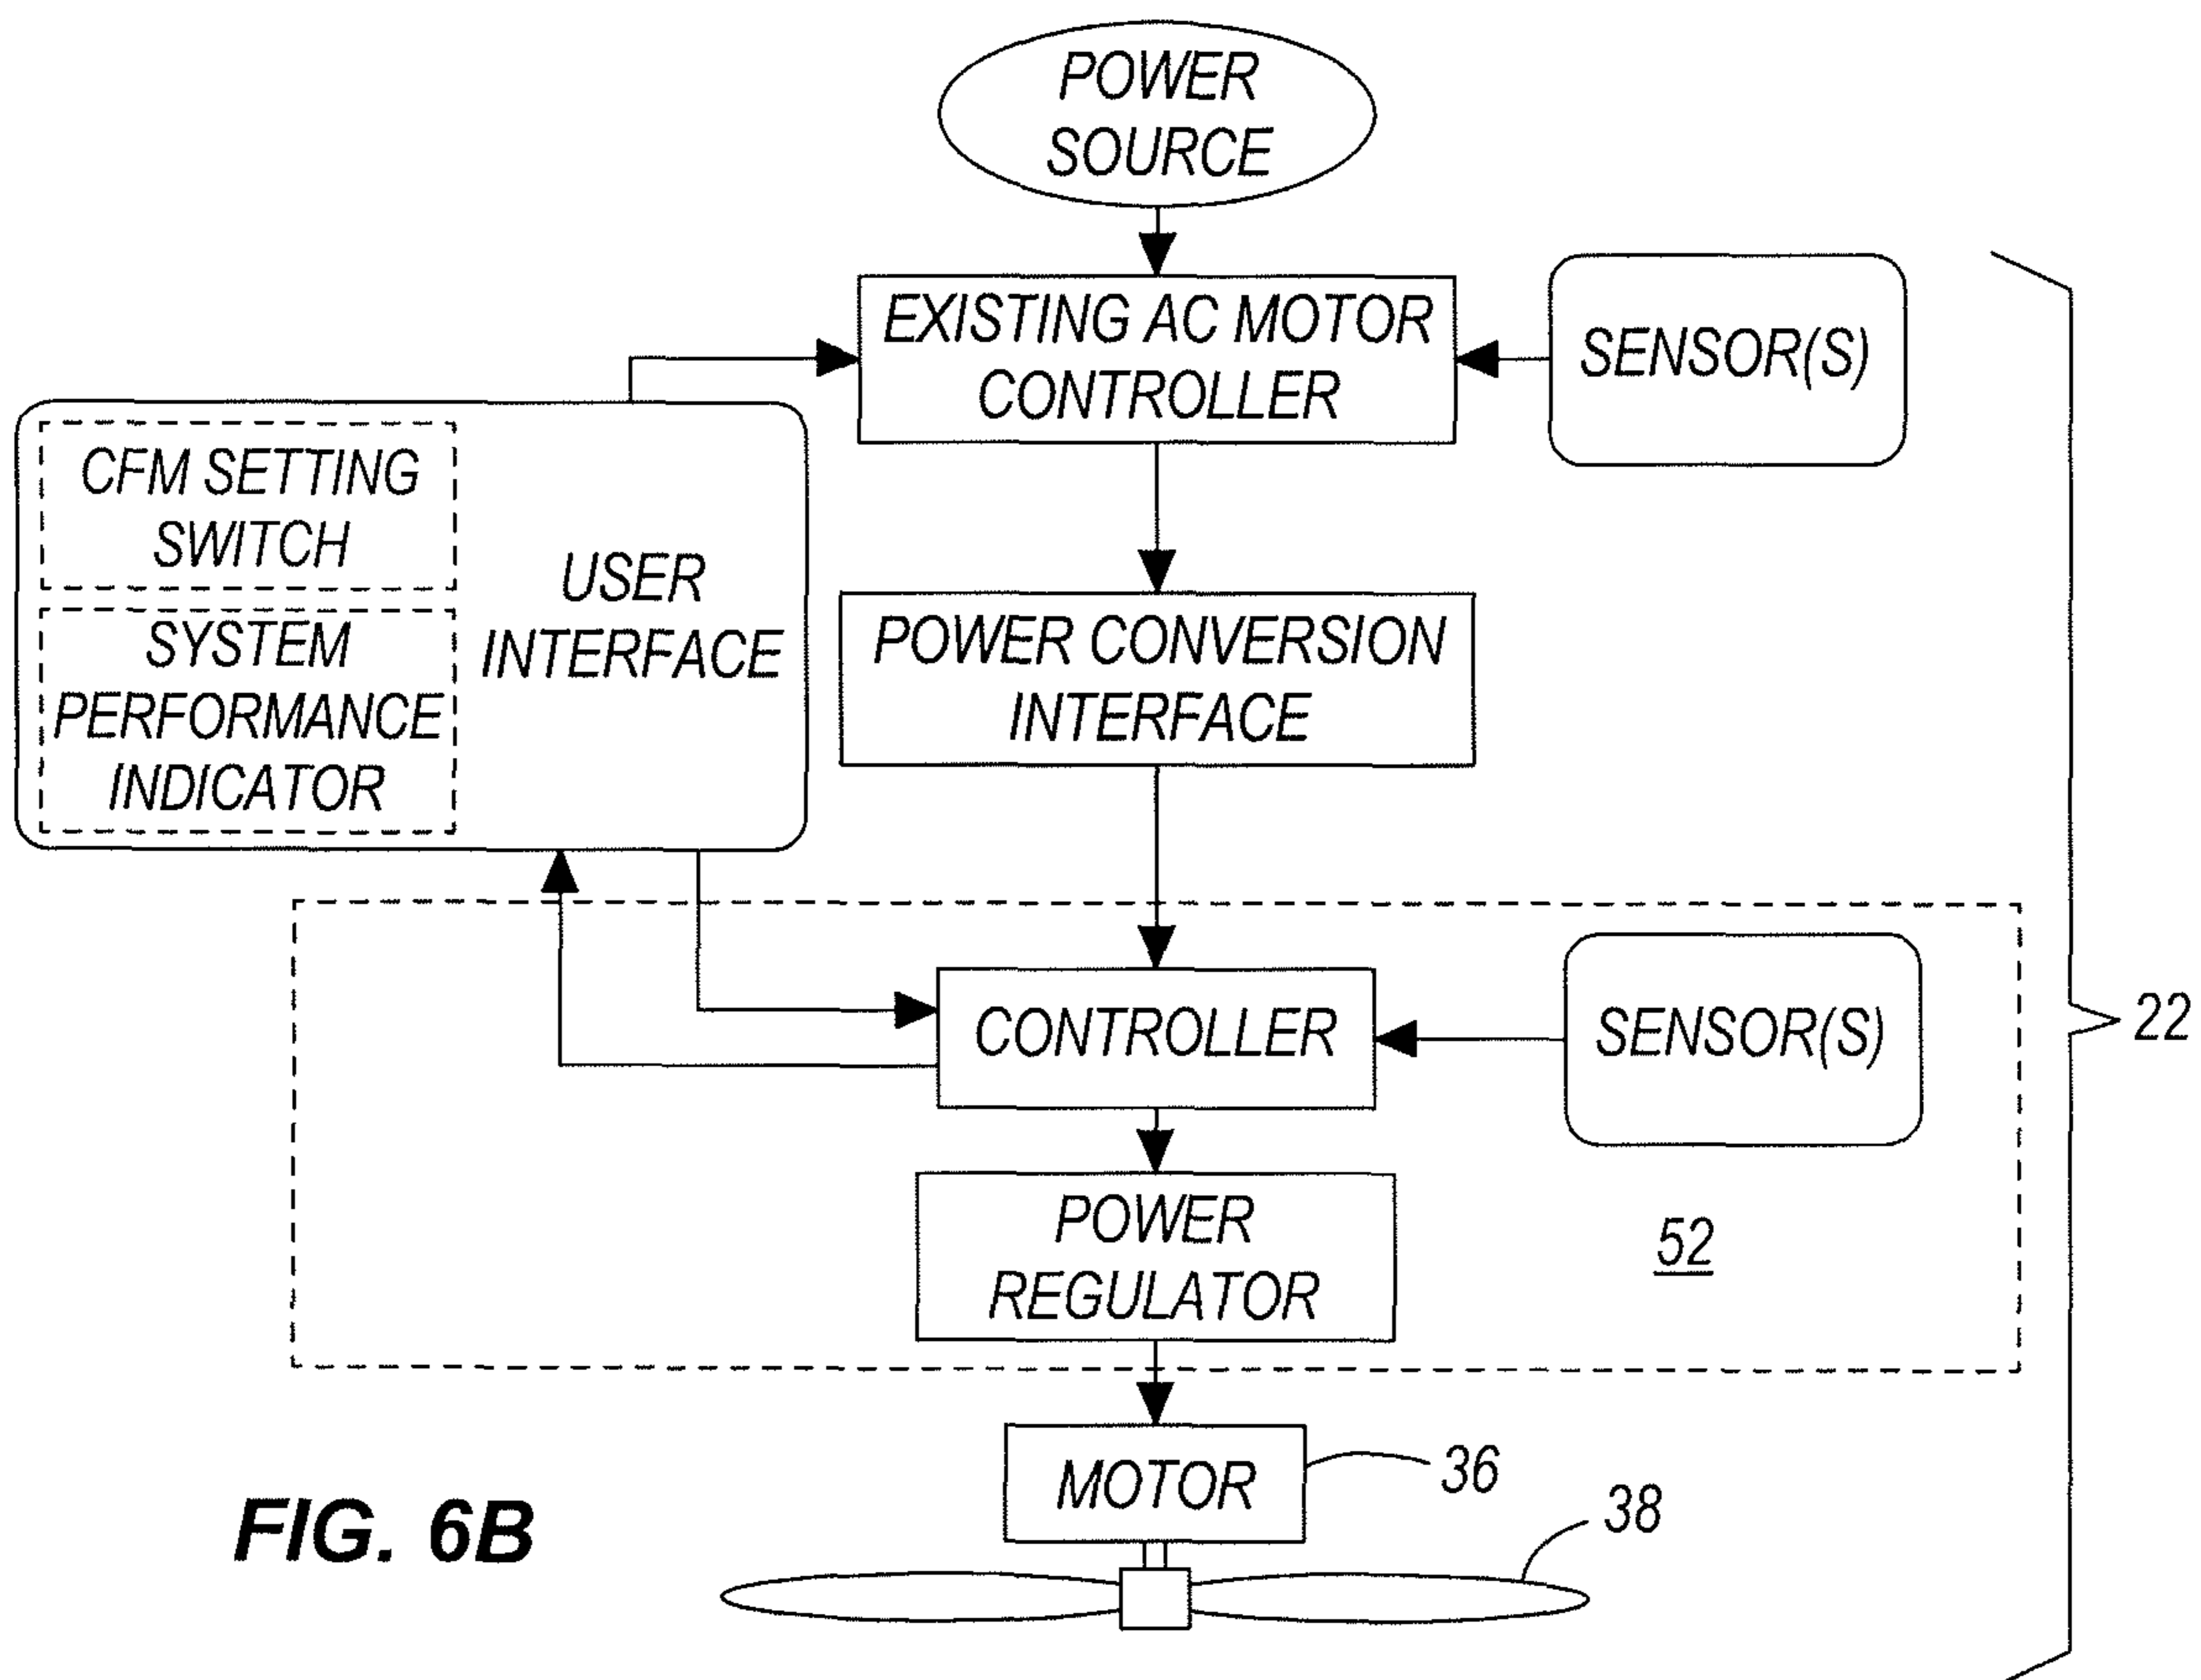 POWER
SOURCE
EXISTING AC MOTOR
CONTROLLER
SENSOR(S)
CFM SETTING
SWITCH
USER
INTERFACE
SYSTEM
PERFORMANCE
INDICATOR
POWER CONVERSION
INTERFACE
CONTROLLER
SENSOR(S)
22
POWER
REGULATOR
52
MOTOR
36
38
FIG. 6B